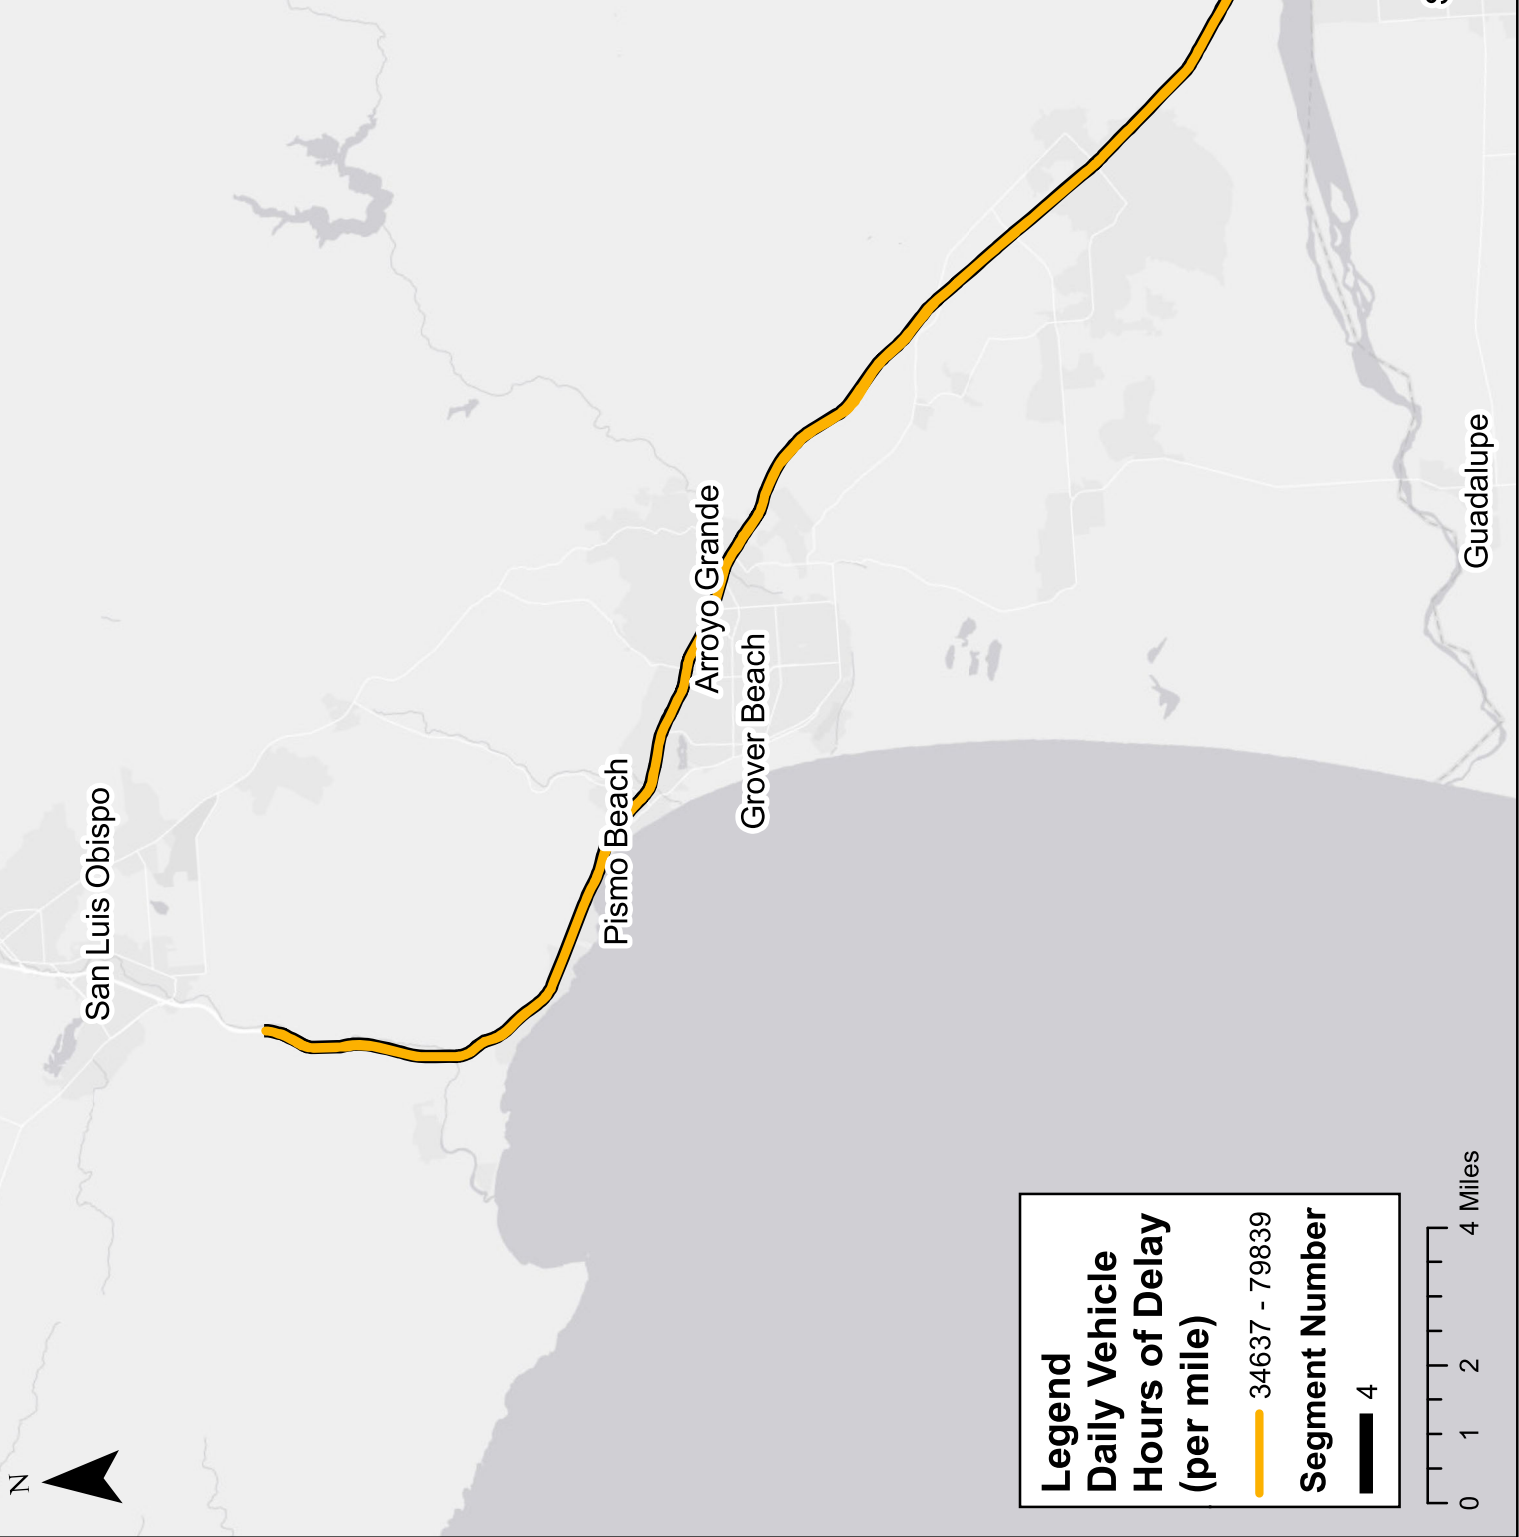 N
San Luis Obispo
Pismo Beach
Arroyo Grande
Grover Beach
Guadalupe
Legend
Daily Vehicle
Hours of Delay
(per mile)
34637 - 79839
Segment Number
4
0 1 2 4 Miles